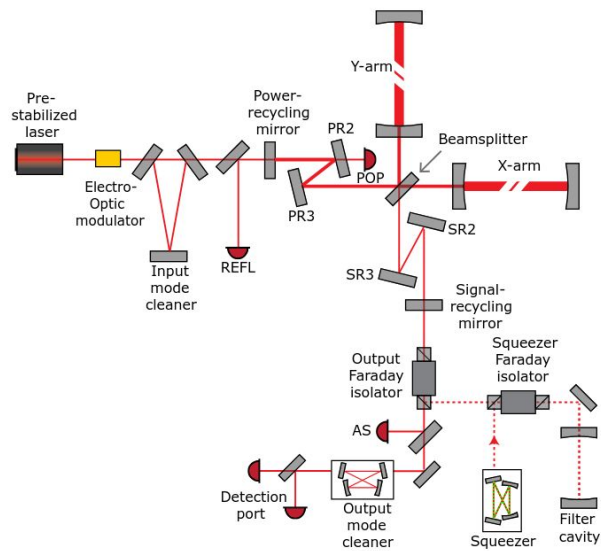 Y-arm
Pre-
stabilized
laser
Power-
recycling
mirror
PR2
Beamsplitter
X-arm
POP
Electro-
Optic
modulator
PR3
SR2
REFL
Input
mode
cleaner
SR3
Signal-
recycling
mirror
Squeezer
Faraday
isolator
Output
Faraday
isolator
AS
Detection
port
Output
mode
cleaner
Squeezer
Filter
cavity